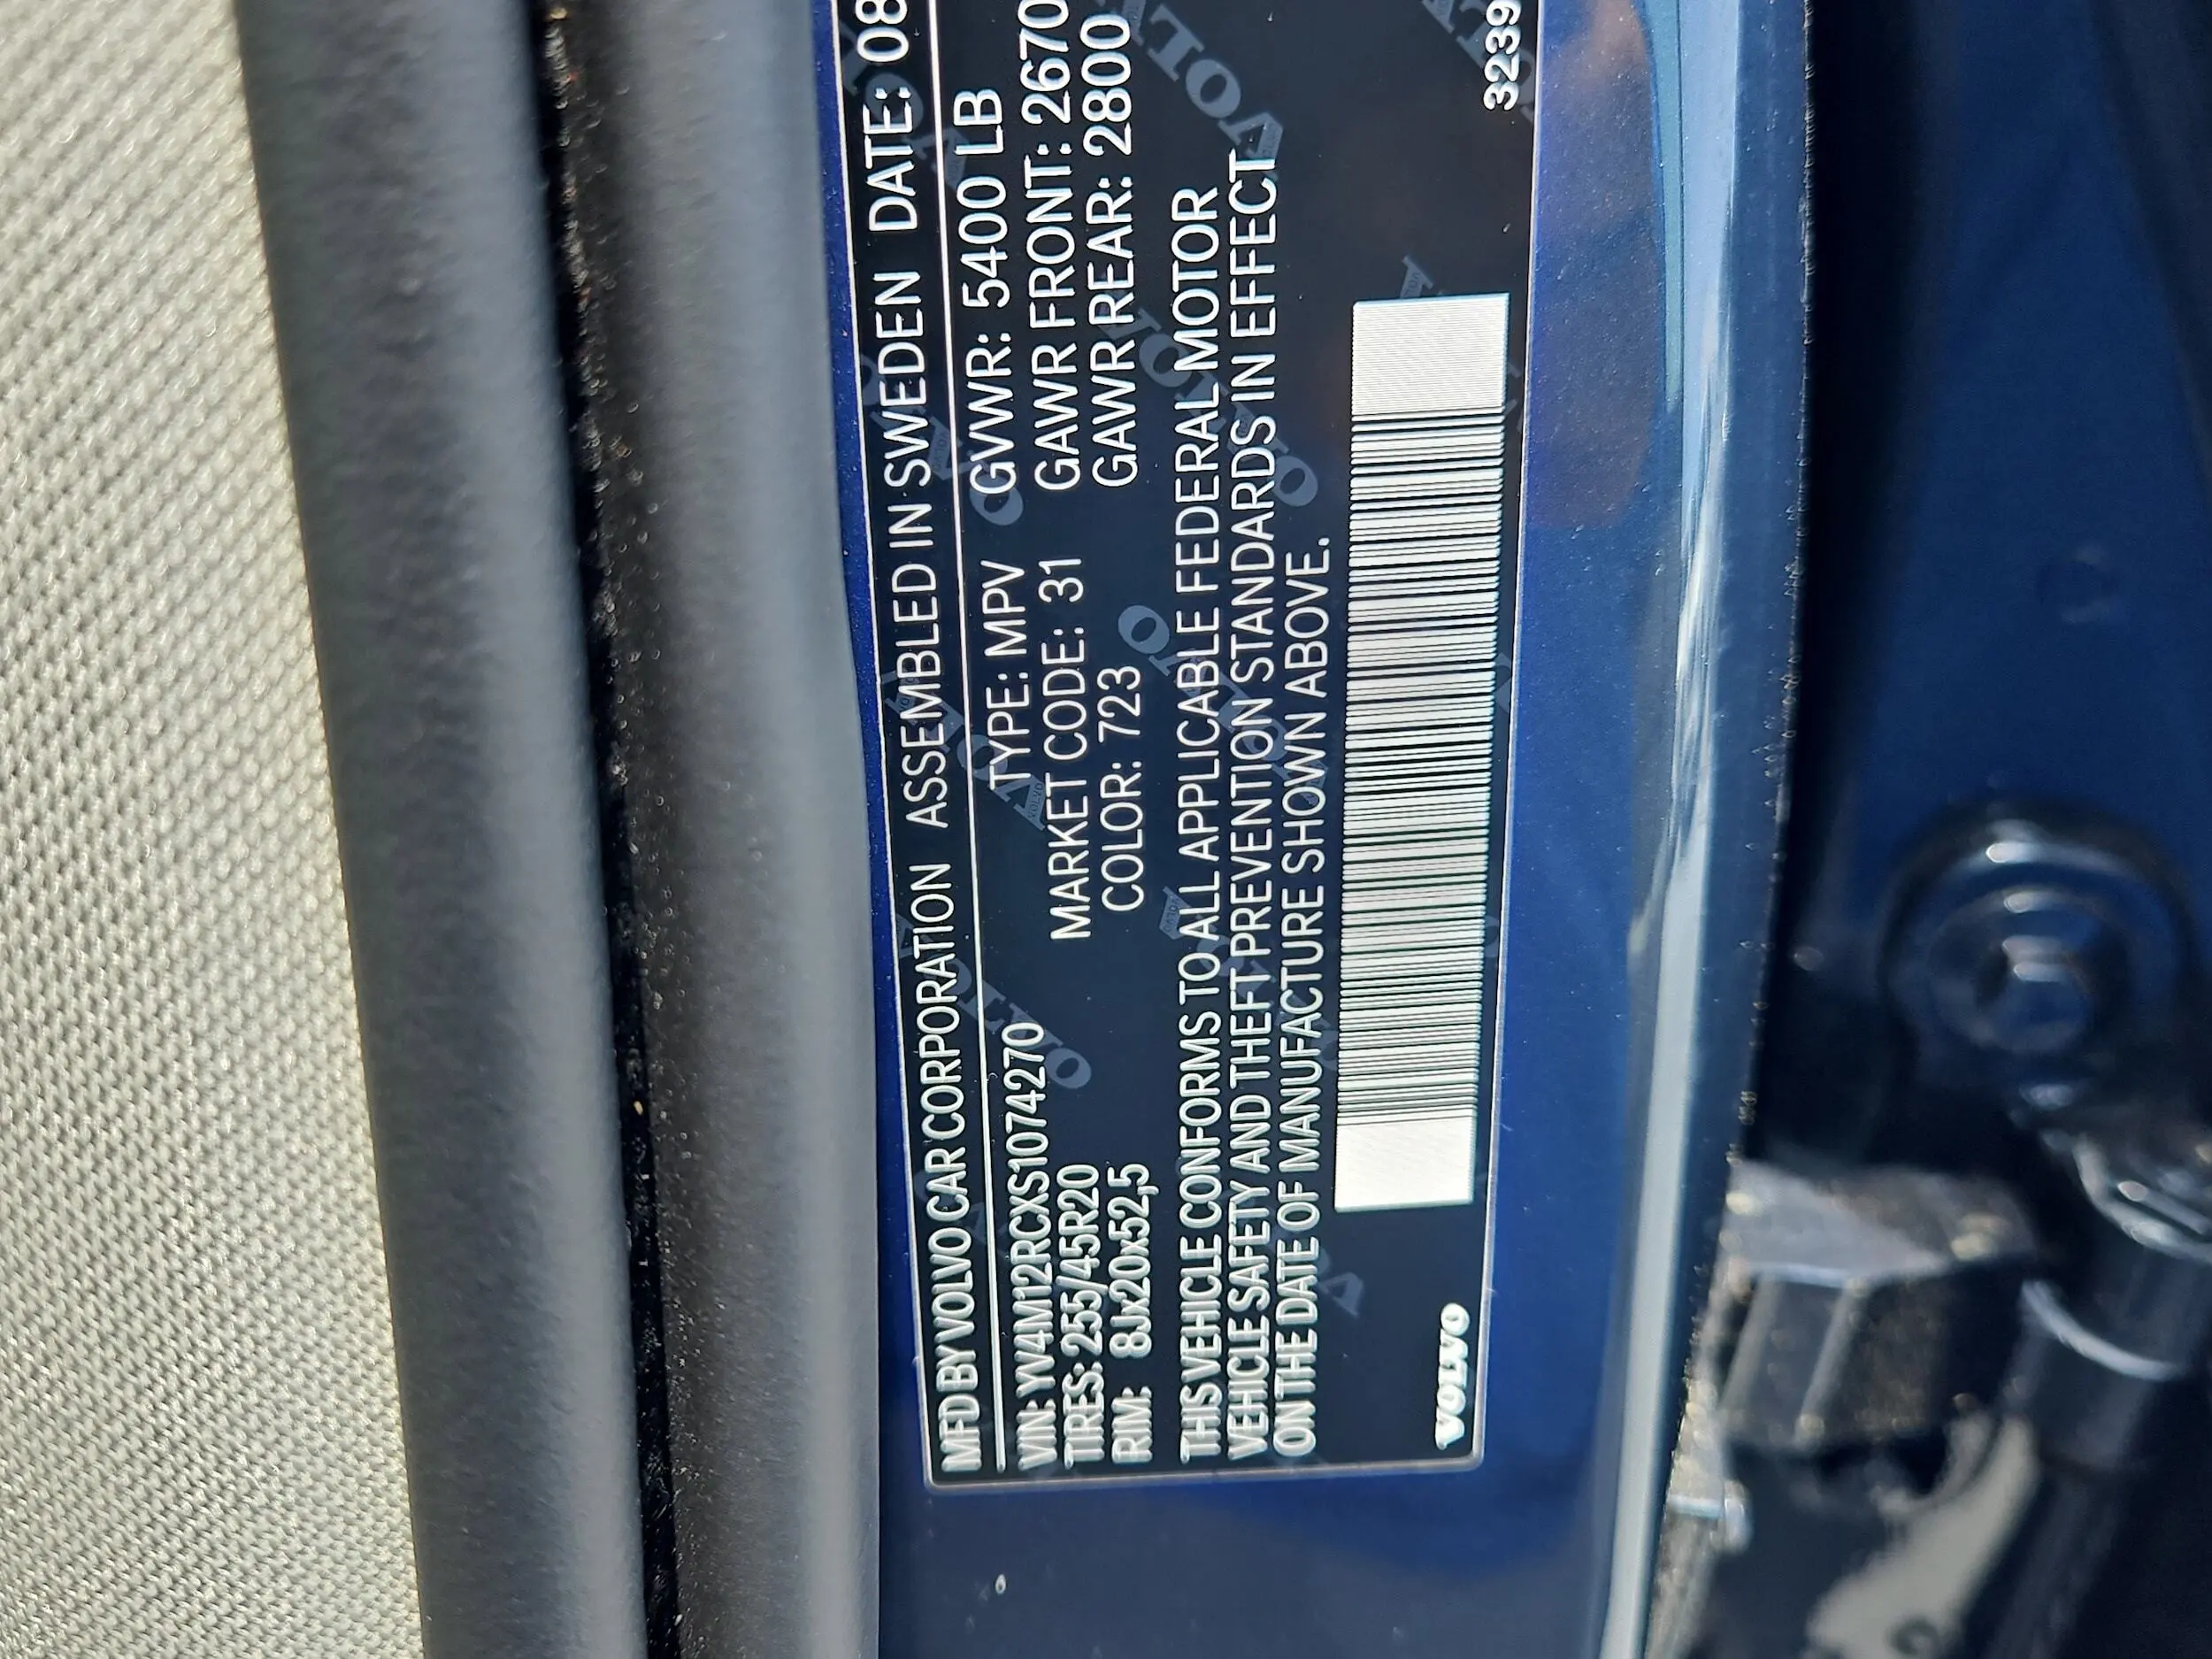 MFD BY VOLVO CAR CORPORATION ASSEMBLED IN SWEDEN DATE: 08
VIN: YV4M12RCXS1074270 TYPE: MPV GVWR: 5400 LB
TIRES: 255/45R20 MARKET CODE: 31 GAWR FRONT: 2670
RIM: 8Jx20x52,5 COLOR: 723 GAWR REAR: 2800
THIS VEHICLE CONFORMS TO ALL APPLICABLE FEDERAL MOTOR
VEHICLE SAFETY AND THEFT PREVENTION STANDARDS IN EFFECT
ON THE DATE OF MANUFACTURE SHOWN ABOVE.
VOLVO 3239